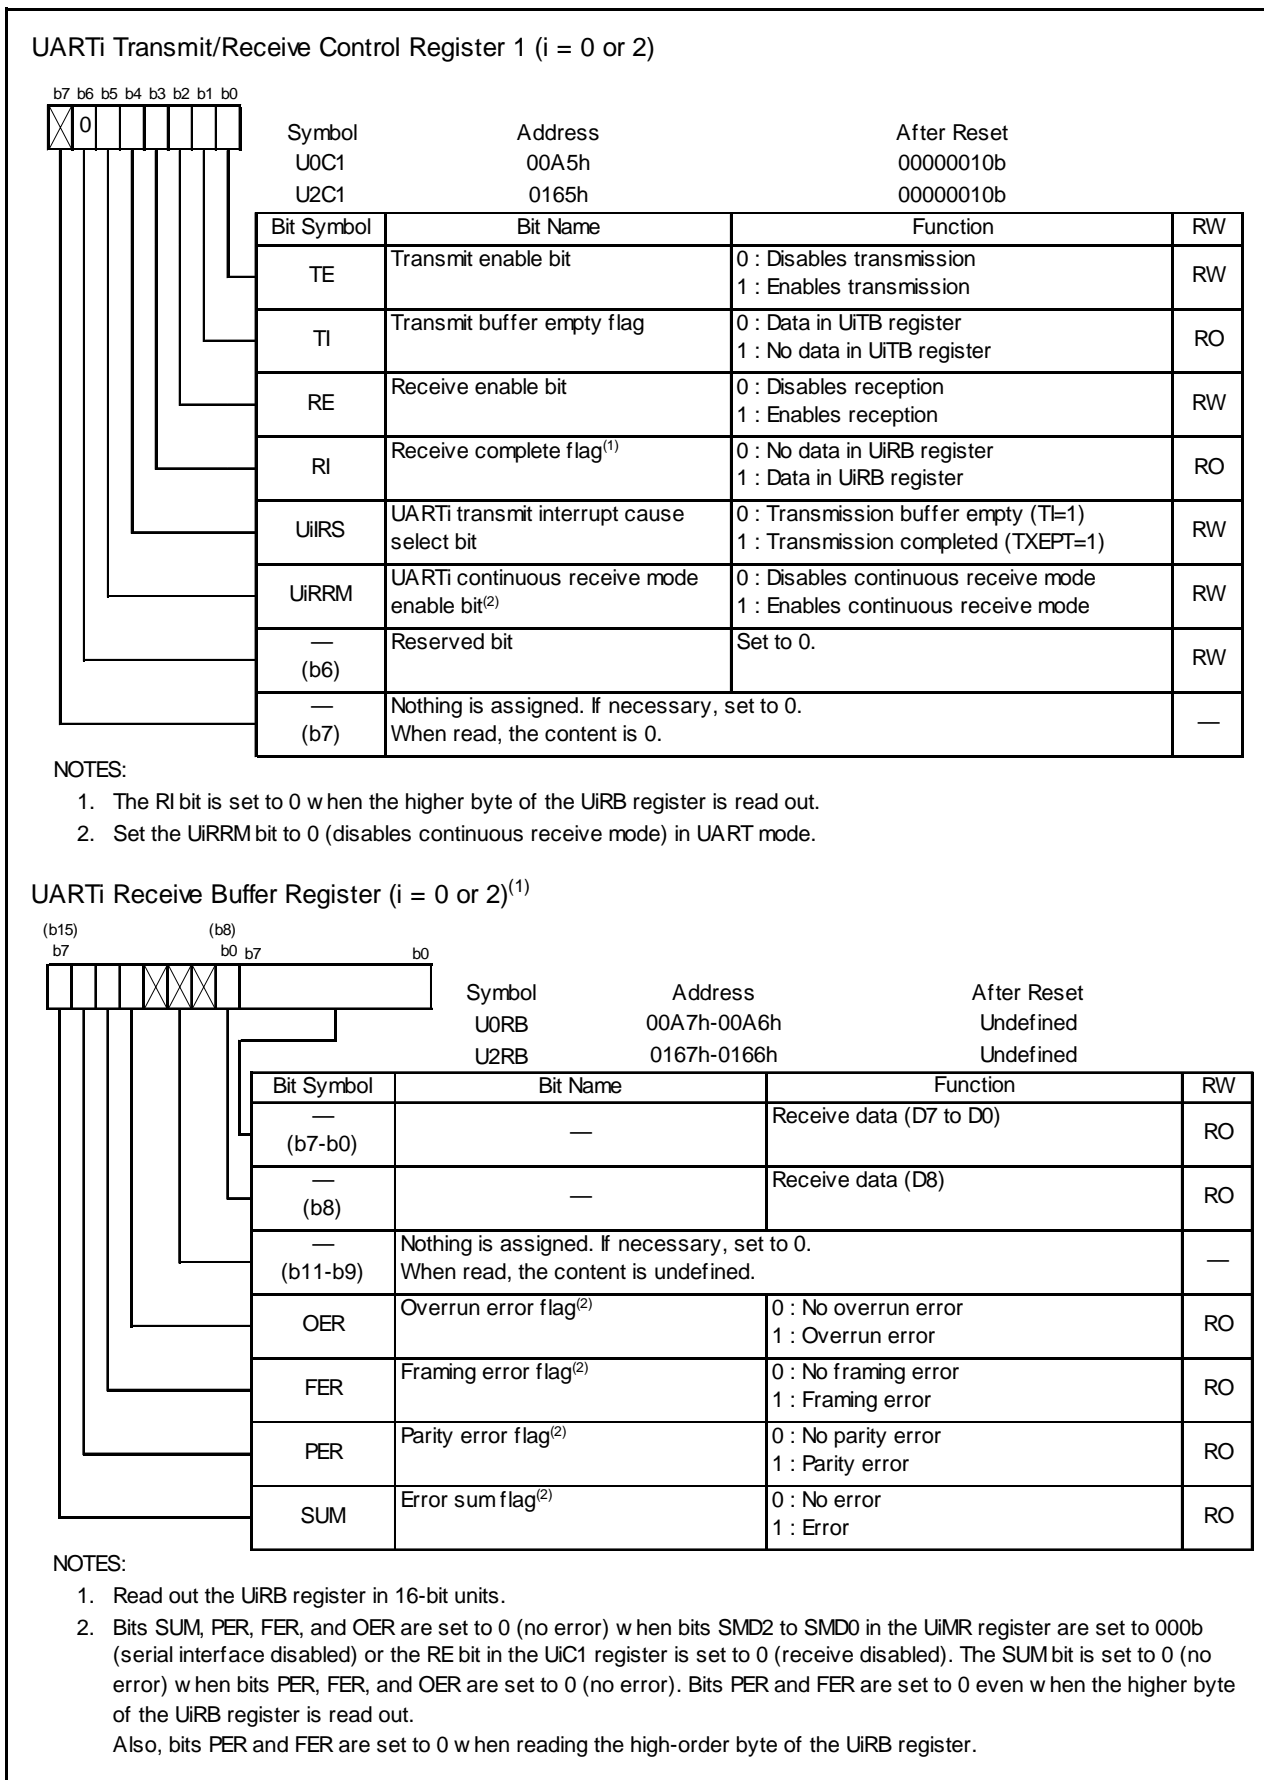 UARTi Transmit/Receive Control Register 1 (i = 0 or 2)
b7 b6 b5 b4 b3 b2 b1 b0
0
Symbol Address After Reset
U0C1 00A5h 00000010b
U2C1 0165h 00000010b
Bit Symbol Bit Name Function RW
TE Transmit enable bit 0 : Disables transmission RW
1 : Enables transmission
TI Transmit buffer empty flag 0 : Data in UiTB register RO
1 : No data in UiTB register
RE Receive enable bit 0 : Disables reception RW
1 : Enables reception
RI Receive complete flag(1) 0 : No data in UiRB register RO
1 : Data in UiRB register
UiIRS UARTi transmit interrupt cause 0 : Transmission buffer empty (TI=1) RW
select bit 1 : Transmission completed (TXEPT=1)
UiRRM UARTi continuous receive mode 0 : Disables continuous receive mode RW
enable bit(2) 1 : Enables continuous receive mode
— Reserved bit Set to 0. RW
(b6)
— Nothing is assigned. If necessary, set to 0. —
(b7) When read, the content is 0.
NOTES:
1. The RI bit is set to 0 when the higher byte of the UiRB register is read out.
2. Set the UiRRM bit to 0 (disables continuous receive mode) in UART mode.
UARTi Receive Buffer Register (i = 0 or 2)(1)
(b15) (b8)
b7 b0 b7 b0
Symbol Address After Reset
U0RB 00A7h-00A6h Undefined
U2RB 0167h-0166h Undefined
Bit Symbol Bit Name Function RW
— — Receive data (D7 to D0) RO
(b7-b0)
— — Receive data (D8) RO
(b8)
— Nothing is assigned. If necessary, set to 0. —
(b11-b9) When read, the content is undefined.
OER Overrun error flag(2) 0 : No overrun error RO
1 : Overrun error
FER Framing error flag(2) 0 : No framing error RO
1 : Framing error
PER Parity error flag(2) 0 : No parity error RO
1 : Parity error
SUM Error sum flag(2) 0 : No error RO
1 : Error
NOTES:
1. Read out the UiRB register in 16-bit units.
2. Bits SUM, PER, FER, and OER are set to 0 (no error) when bits SMD2 to SMD0 in the UiMR register are set to 000b
(serial interface disabled) or the RE bit in the UiC1 register is set to 0 (receive disabled). The SUM bit is set to 0 (no
error) when bits PER, FER, and OER are set to 0 (no error). Bits PER and FER are set to 0 even when the higher byte
of the UiRB register is read out.
Also, bits PER and FER are set to 0 when reading the high-order byte of the UiRB register.